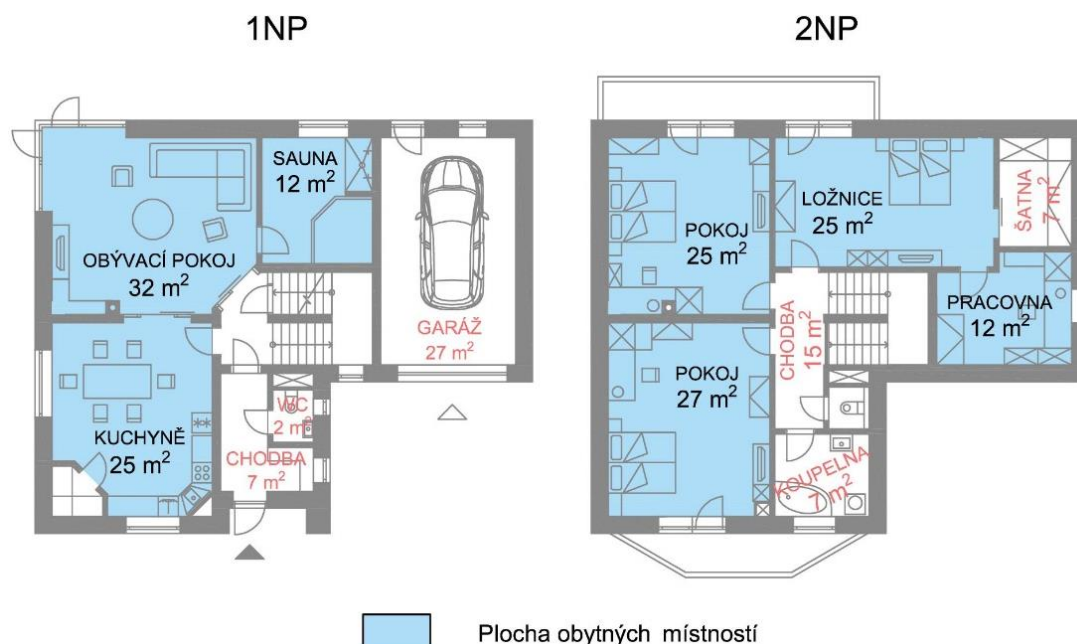 1NP
2NP
SAUNA
12 m²
OBÝVACÍ POKOJ
32 m²
GARÁŽ
27 m²
KUCHYNĚ
25 m²
WC
2 m²
CHODBA
7 m²
POKOJ
25 m²
LOŽNICE
25 m²
ŠATNA
7 m²
PRACOVNA
12 m²
CHODBA
15 m²
POKOJ
27 m²
KOUPELNA
7 m²
Plocha obytných místností